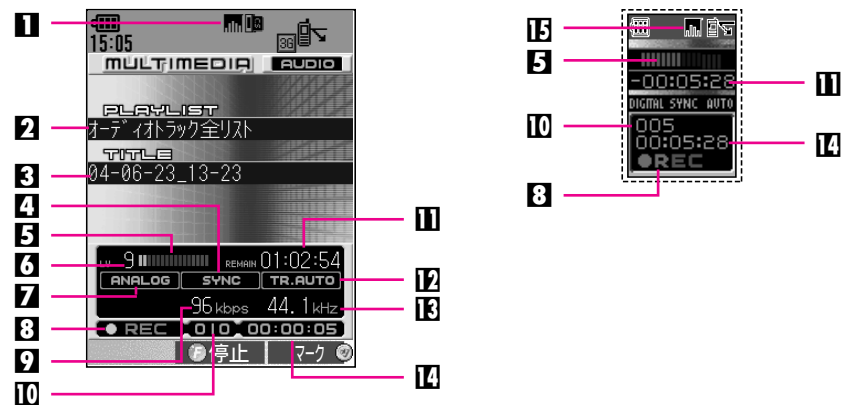 1
15:05
3G
MULTIMEDIA AUDIO
PLAYLIST
2 オーディオトラック全リスト
TITLE
3 04-06-23_13-23
4
5
6 LV 9 REMAIN 01:02:54 11
7 ANALOG SYNC TR.AUTO 12
96 kbps 44.1 kHz 13
8 REC 010 00:00:05
9 F 停止 マーク
10 14
15
5
-00:05:28 11
DIGITAL SYNC AUTO
10 005
00:05:28 14
REC
8